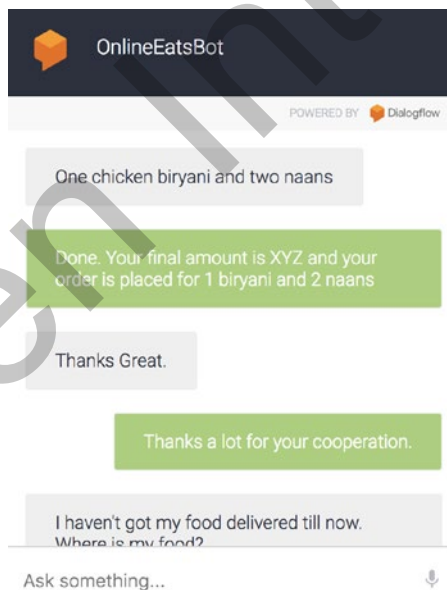 OnlineEatsBot
POWERED BY Dialogflow
One chicken biryani and two naans
Done. Your final amount is XYZ and your
order is placed for 1 biryani and 2 naans
Thanks Great.
Thanks a lot for your cooperation.
I haven't got my food delivered till now.
Where is my food?
Ask something...